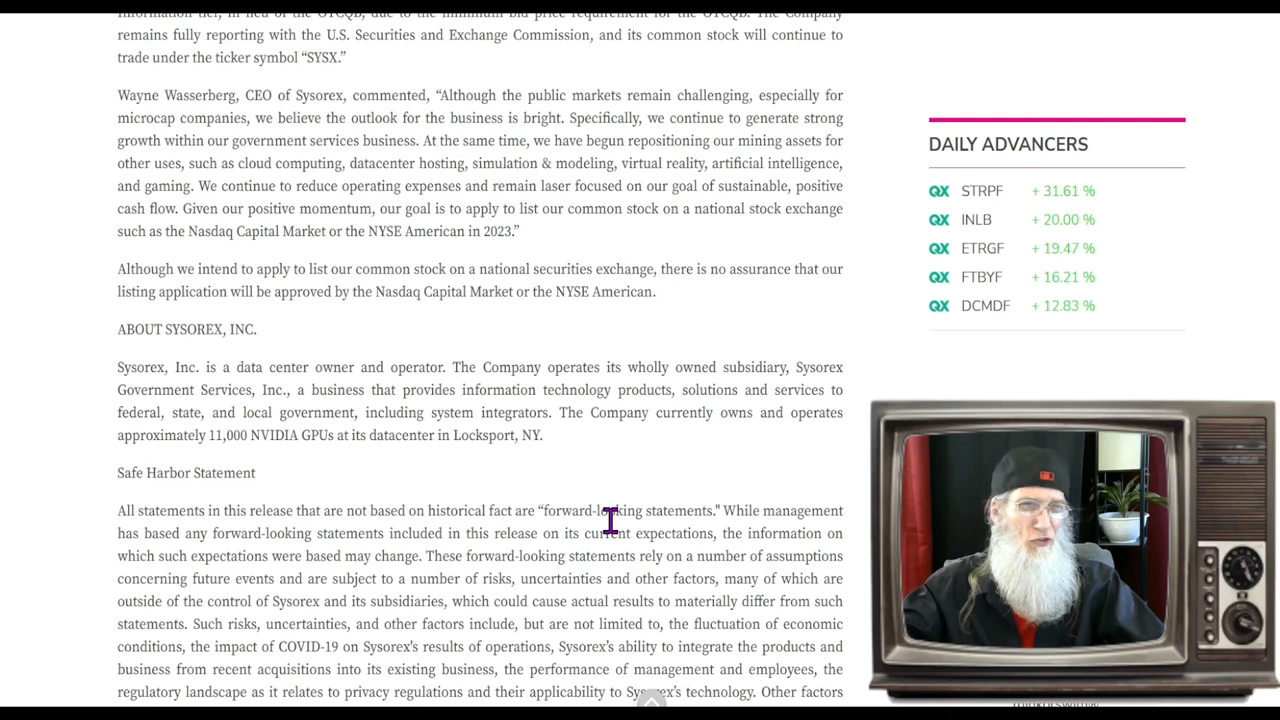 information tier, in lieu of the OTCQB, due to the minimum bid price requirement for the OTCQB. The Company
remains fully reporting with the U.S. Securities and Exchange Commission, and its common stock will continue to
trade under the ticker symbol “SYSX.”
Wayne Wasserberg, CEO of Sysorex, commented, “Although the public markets remain challenging, especially for
microcap companies, we believe the outlook for the business is bright. Specifically, we continue to generate strong
growth within our government services business. At the same time, we have begun repositioning our mining assets for
other uses, such as cloud computing, datacenter hosting, simulation & modeling, virtual reality, artificial intelligence,
and gaming. We continue to reduce operating expenses and remain laser focused on our goal of sustainable, positive
cash flow. Given our positive momentum, our goal is to apply to list our common stock on a national stock exchange
such as the Nasdaq Capital Market or the NYSE American in 2023.”
Although we intend to apply to list our common stock on a national securities exchange, there is no assurance that our
listing application will be approved by the Nasdaq Capital Market or the NYSE American.
ABOUT SYSOREX, INC.
Sysorex, Inc. is a data center owner and operator. The Company operates its wholly owned subsidiary, Sysorex
Government Services, Inc., a business that provides information technology products, solutions and services to
federal, state, and local government, including system integrators. The Company currently owns and operates
approximately 11,000 NVIDIA GPUs at its datacenter in Locksport, NY.
Safe Harbor Statement
All statements in this release that are not based on historical fact are “forward-looking statements." While management
has based any forward-looking statements included in this release on its current expectations, the information on
which such expectations were based may change. These forward-looking statements rely on a number of assumptions
concerning future events and are subject to a number of risks, uncertainties and other factors, many of which are
outside of the control of Sysorex and its subsidiaries, which could cause actual results to materially differ from such
statements. Such risks, uncertainties, and other factors include, but are not limited to, the fluctuation of economic
conditions, the impact of COVID-19 on Sysorex's results of operations, Sysorex’s ability to integrate the products and
business from recent acquisitions into its existing business, the performance of management and employees, the
regulatory landscape as it relates to privacy regulations and their applicability to Sysorex’s technology. Other factors
DAILY ADVANCERS
QX STRPF + 31.61 %
QX INLB + 20.00 %
QX ETRGF + 19.47 %
QX FTBYF + 16.21 %
QX DCMDF + 12.83 %